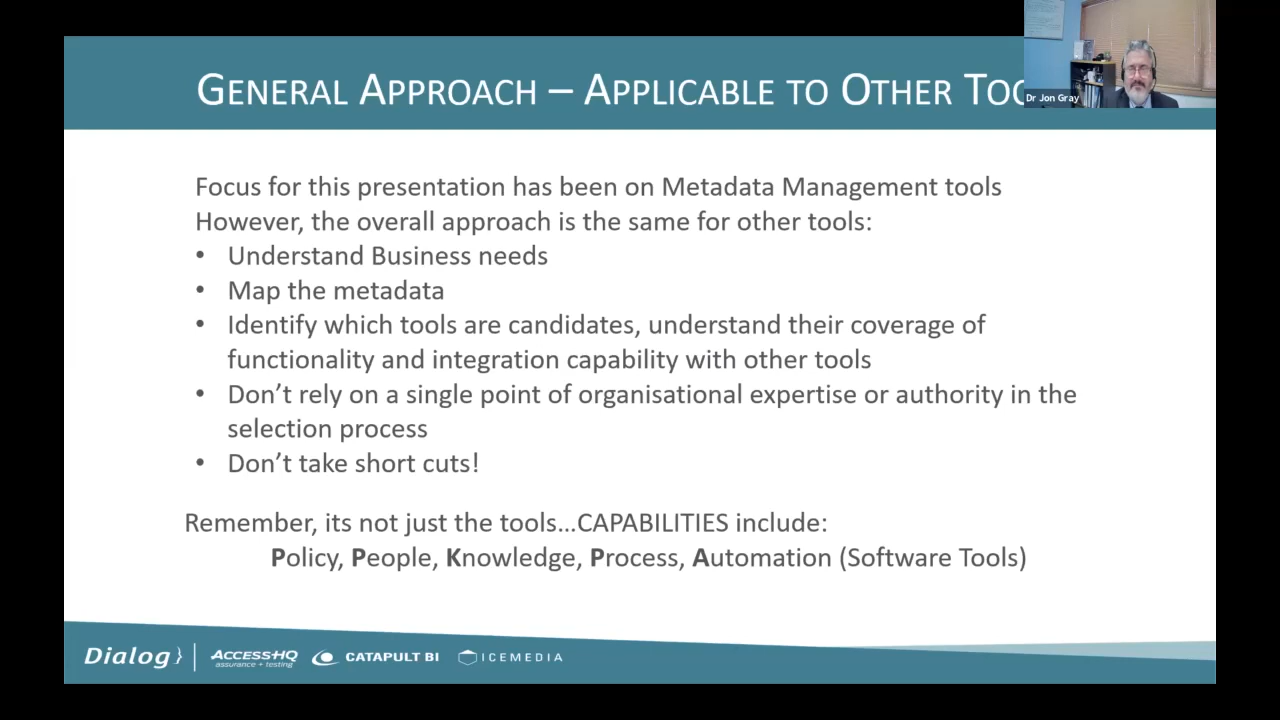 GENERAL APPROACH – APPLICABLE TO OTHER TOO
Dr Jon Gray
Focus for this presentation has been on Metadata Management tools
However, the overall approach is the same for other tools:
• Understand Business needs
• Map the metadata
• Identify which tools are candidates, understand their coverage of
functionality and integration capability with other tools
• Don’t rely on a single point of organisational expertise or authority in the
selection process
• Don’t take short cuts!
Remember, its not just the tools…CAPABILITIES include:
Policy, People, Knowledge, Process, Automation (Software Tools)
Dialog} ACCESSHQ CATAPULT BI ICEMEDIA
assurance + testing